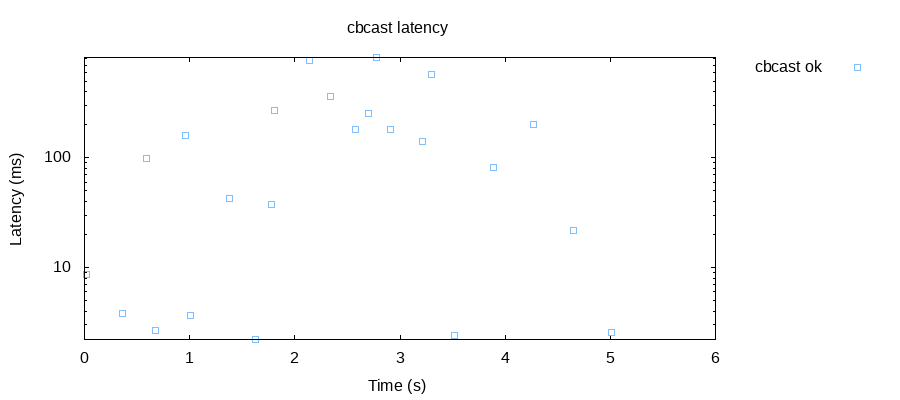 cbcast latency
cbcast ok
Latency (ms)
100
10
0 1 2 3 4 5 6
Time (s)